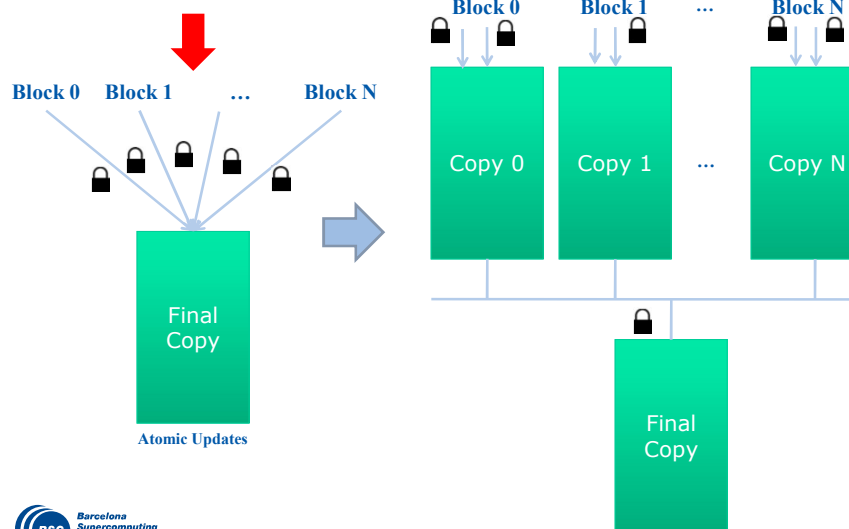 Block 0 Block 1 … Block N
Block 0 Block 1 … Block N
Copy 0 Copy 1 … Copy N
Final
Copy
Atomic Updates
Final
Copy
Barcelona
Supercomputing